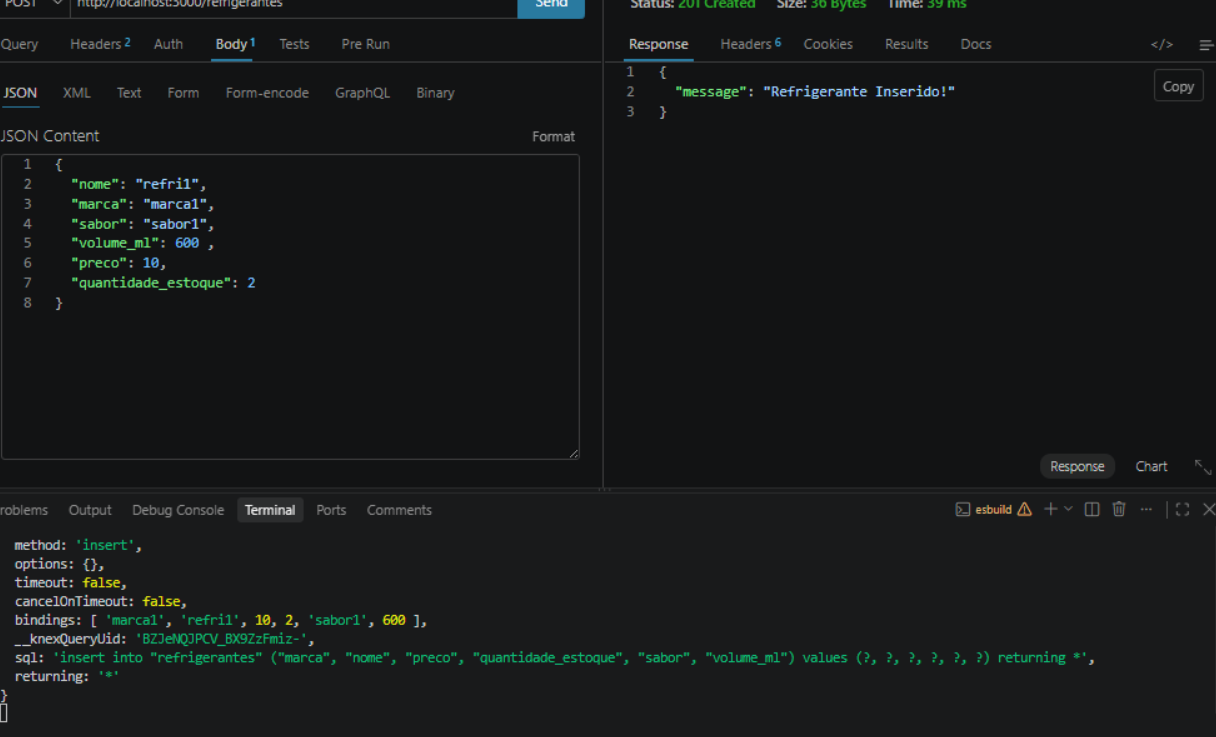 POST http://localhost:3000/refrigerantes Send
Status: 201 Created Size: 36 Bytes Time: 39 ms
Query Headers 2 Auth Body 1 Tests Pre Run
Response Headers 6 Cookies Results Docs </>
JSON XML Text Form Form-encode GraphQL Binary
JSON Content Format
1 {
2 "nome": "refri1",
3 "marca": "marca1",
4 "sabor": "sabor1",
5 "volume_ml": 600 ,
6 "preco": 10,
7 "quantidade_estoque": 2
8 }
1 {
2 "message": "Refrigerante Inserido!"
3 }
Copy
Response Chart
roblems Output Debug Console Terminal Ports Comments
esbuild
method: 'insert',
options: {},
timeout: false,
cancelOnTimeout: false,
bindings: [ 'marca1', 'refri1', 10, 2, 'sabor1', 600 ],
__knexQueryUid: 'BZJeNQJPCV_BX9ZzFmiz-',
sql: 'insert into "refrigerantes" ("marca", "nome", "preco", "quantidade_estoque", "sabor", "volume_ml") values (?, ?, ?, ?, ?, ?) returning *',
returning: '*'
}